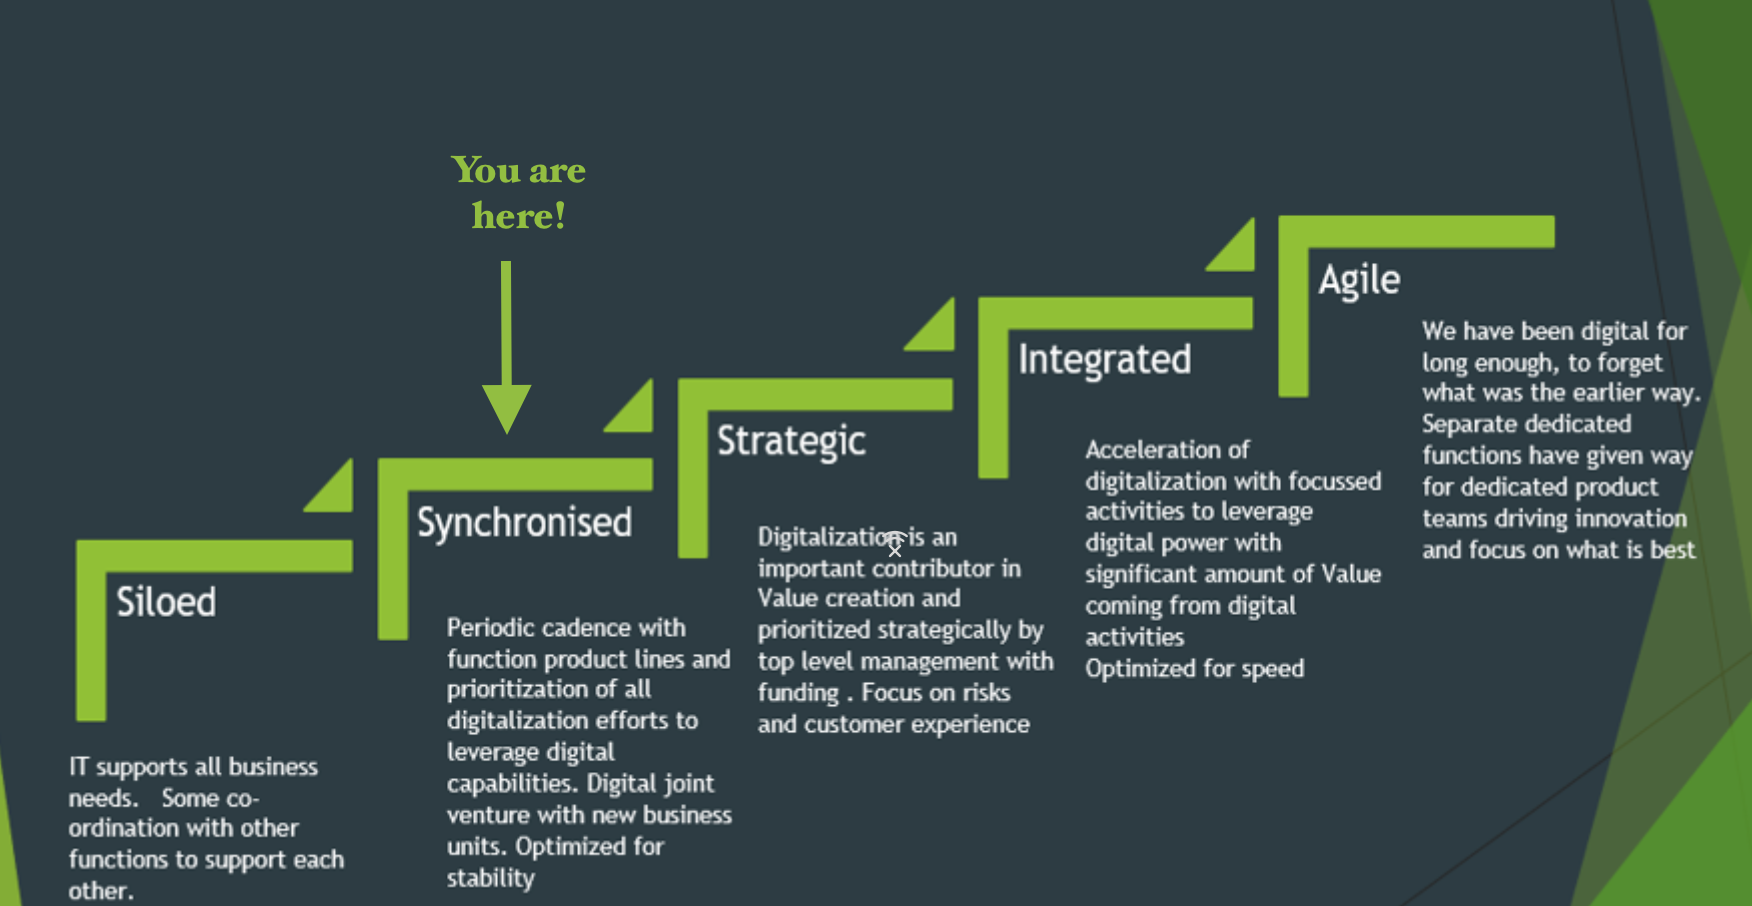 You are
here!
Siloed
IT supports all business
needs.   Some co-
ordination with other
functions to support each
other.
Synchronised
Periodic cadence with
function product lines and
prioritization of all
digitalization efforts to
leverage digital
capabilities. Digital joint
venture with new business
units. Optimized for
stability
Strategic
Digitalization is an
important contributor in
Value creation and
prioritized strategically by
top level management with
funding . Focus on risks
and customer experience
Integrated
Acceleration of
digitalization with focussed
activities to leverage
digital power with
significant amount of Value
coming from digital
activities
Optimized for speed
Agile
We have been digital for
long enough, to forget
what was the earlier way.
Separate dedicated
functions have given way
for dedicated product
teams driving innovation
and focus on what is best